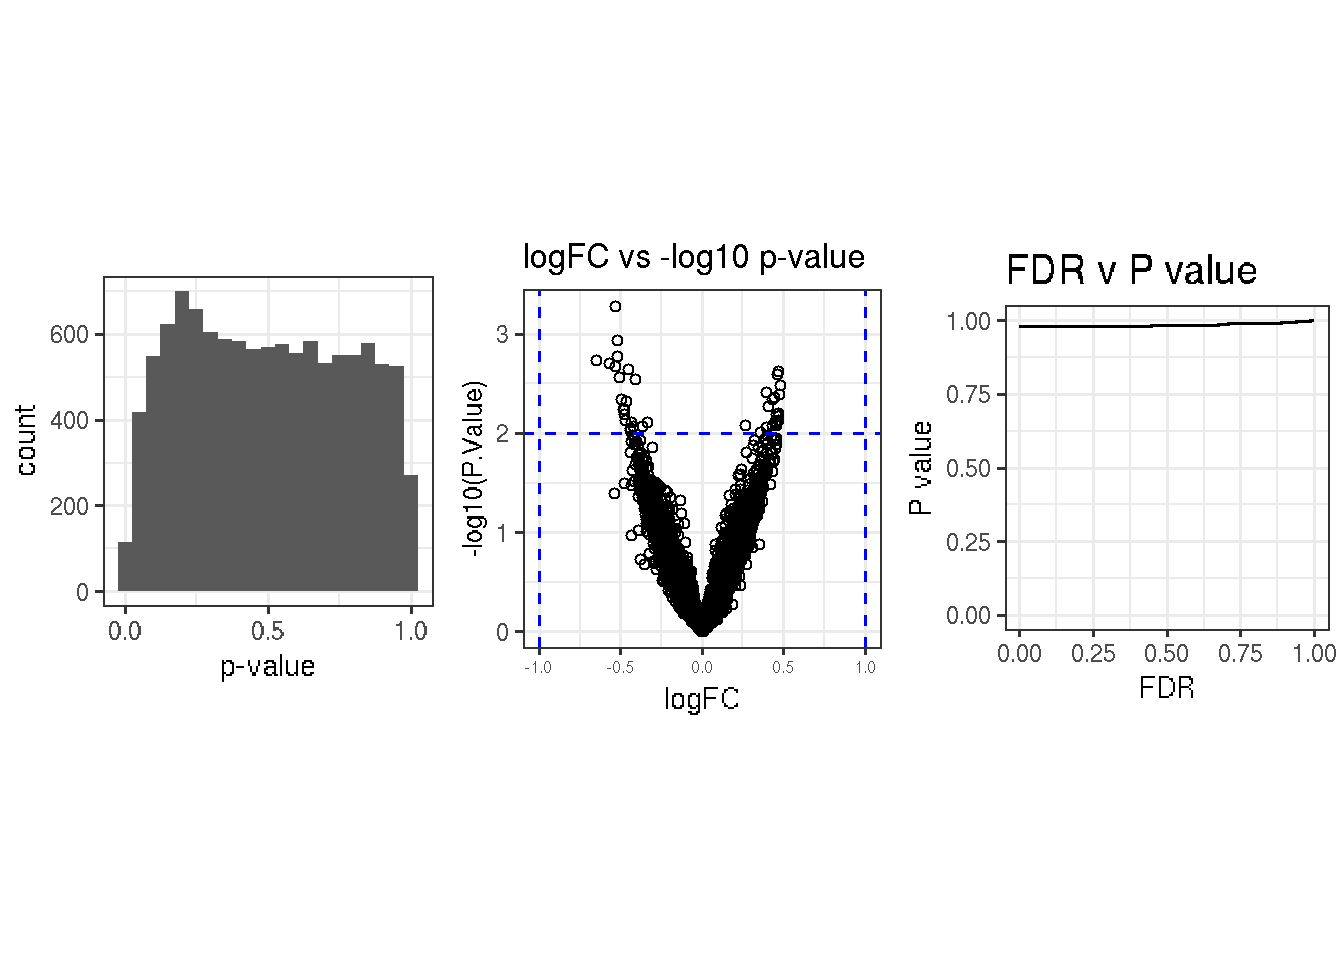 count
600
400
200
0
0.0 0.5 1.0
p-value
logFC vs -log10 p-value
-log10(P.Value)
3
2
1
0
-1.0 -0.5 0.0 0.5 1.0
logFC
FDR v P value
P value
1.00
0.75
0.50
0.25
0.00
0.00 0.25 0.50 0.75 1.00
FDR